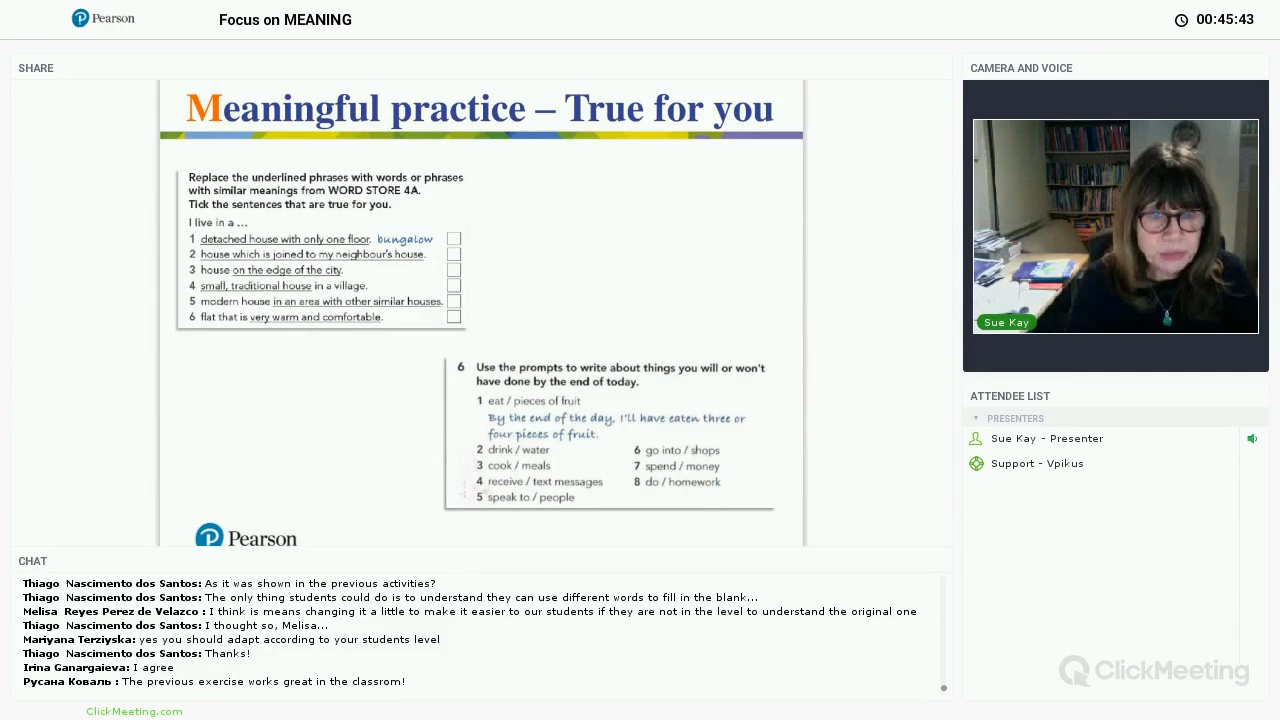 Pearson
Focus on MEANING
00:45:43
SHARE
Meaningful practice – True for you
Replace the underlined phrases with words or phrases
with similar meanings from WORD STORE 4A.
Tick the sentences that are true for you.
I live in a ...
1 detached house with only one floor. bungalow
2 house which is joined to my neighbour's house.
3 house on the edge of the city.
4 small, traditional house in a village.
5 modern house in an area with other similar houses.
6 flat that is very warm and comfortable.
6 Use the prompts to write about things you will or won't
have done by the end of today.
1 eat / pieces of fruit
By the end of the day, I'll have eaten three or
four pieces of fruit.
2 drink / water
3 cook / meals
4 receive / text messages
5 speak to / people
6 go into / shops
7 spend / money
8 do / homework
Pearson
CHAT
Thiago Nascimento dos Santos: As it was shown in the previous activities?
Thiago Nascimento dos Santos: The only thing students could do is to understand they can use different words to fill in the blank...
Melisa Reyes Perez de Velazco : I think is means changing it a little to make it easier to our students if they are not in the level to understand the original one
Thiago Nascimento dos Santos: I thought so, Melisa...
Mariyana Terziyska: yes you should adapt according to your students level
Thiago Nascimento dos Santos: Thanks!
Irina Ganargaieva: I agree
Русана Коваль : The previous exercise works great in the classrom!
ClickMeeting.com
CAMERA AND VOICE
Sue Kay
ATTENDEE LIST
PRESENTERS
Sue Kay - Presenter
Support - Vpikus
ClickMeeting